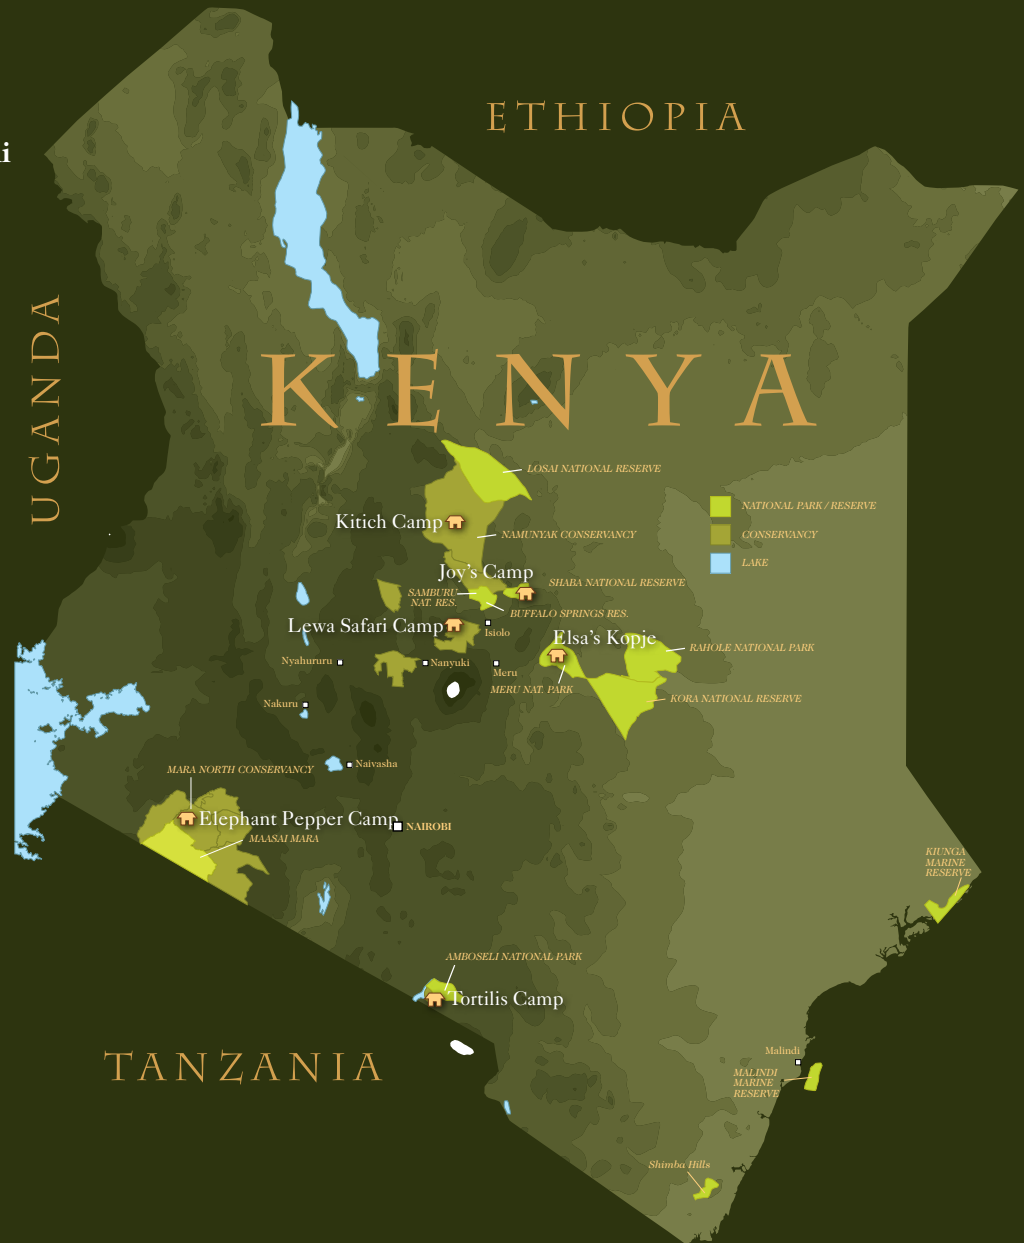 ETHIOPIA
i
UGANDA
KENYA
LOSAI NATIONAL RESERVE
NATIONAL PARK / RESERVE
CONSERVANCY
LAKE
Kitich Camp
NAMUNYAK CONSERVANCY
Joy's Camp
SHABA NATIONAL RESERVE
SAMBURU
NAT. RES.
BUFFALO SPRINGS RES.
Lewa Safari Camp
Isiolo
Elsa's Kopje
RAHOLE NATIONAL PARK
Nyahururu
Nanyuki
Meru
MERU NAT. PARK
KORA NATIONAL RESERVE
Nakuru
Naivasha
MARA NORTH CONSERVANCY
Elephant Pepper Camp
NAIROBI
MAASAI MARA
KIUNGA
MARINE
RESERVE
AMBOSELI NATIONAL PARK
Tortilis Camp
TANZANIA
Malindi
MALINDI
MARINE
RESERVE
Shimba Hills